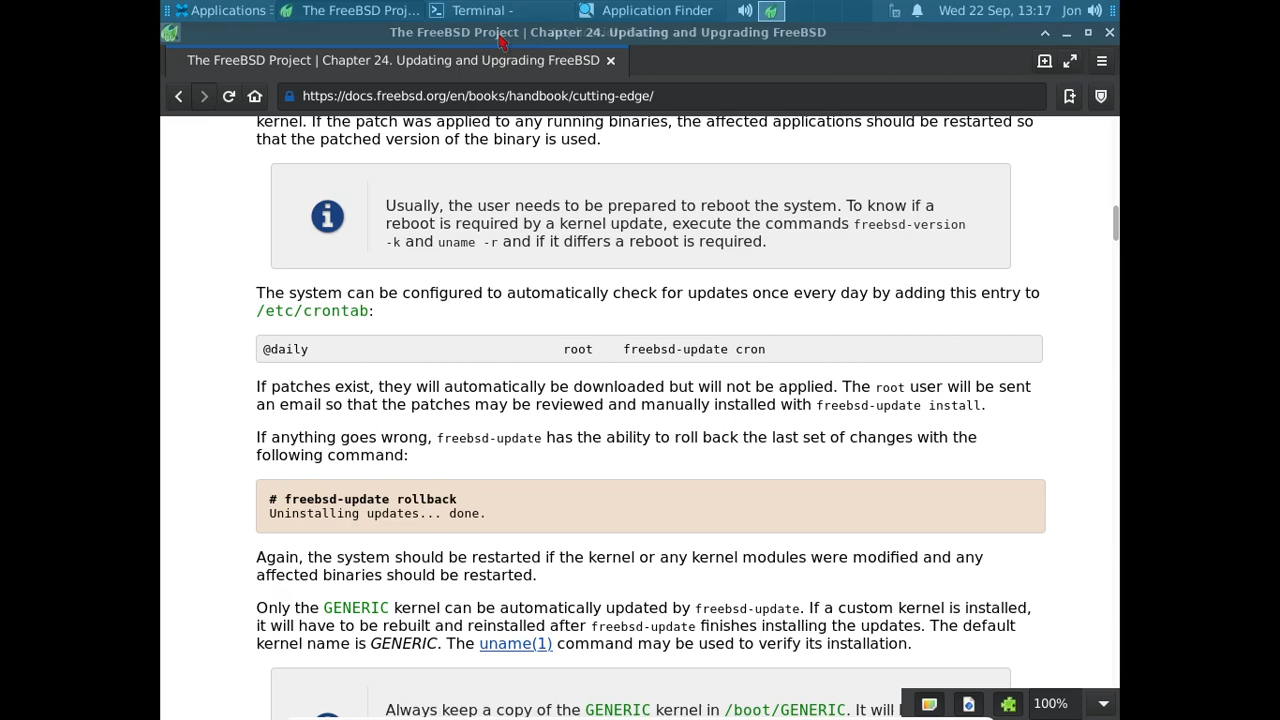 Applications
The FreeBSD Proj...
Terminal -
Application Finder
Wed 22 Sep, 13:17
Jon
The FreeBSD Project | Chapter 24. Updating and Upgrading FreeBSD
The FreeBSD Project | Chapter 24. Updating and Upgrading FreeBSD
https://docs.freebsd.org/en/books/handbook/cutting-edge/
kernel. If the patch was applied to any running binaries, the affected applications should be restarted so
that the patched version of the binary is used.
Usually, the user needs to be prepared to reboot the system. To know if a
reboot is required by a kernel update, execute the commands freebsd-version
-k and uname -r and if it differs a reboot is required.
The system can be configured to automatically check for updates once every day by adding this entry to
/etc/crontab:
@daily root freebsd-update cron
If patches exist, they will automatically be downloaded but will not be applied. The root user will be sent
an email so that the patches may be reviewed and manually installed with freebsd-update install.
If anything goes wrong, freebsd-update has the ability to roll back the last set of changes with the
following command:
# freebsd-update rollback
Uninstalling updates... done.
Again, the system should be restarted if the kernel or any kernel modules were modified and any
affected binaries should be restarted.
Only the GENERIC kernel can be automatically updated by freebsd-update. If a custom kernel is installed,
it will have to be rebuilt and reinstalled after freebsd-update finishes installing the updates. The default
kernel name is GENERIC. The uname(1) command may be used to verify its installation.
Always keep a copy of the GENERIC kernel in /boot/GENERIC. It will
100%